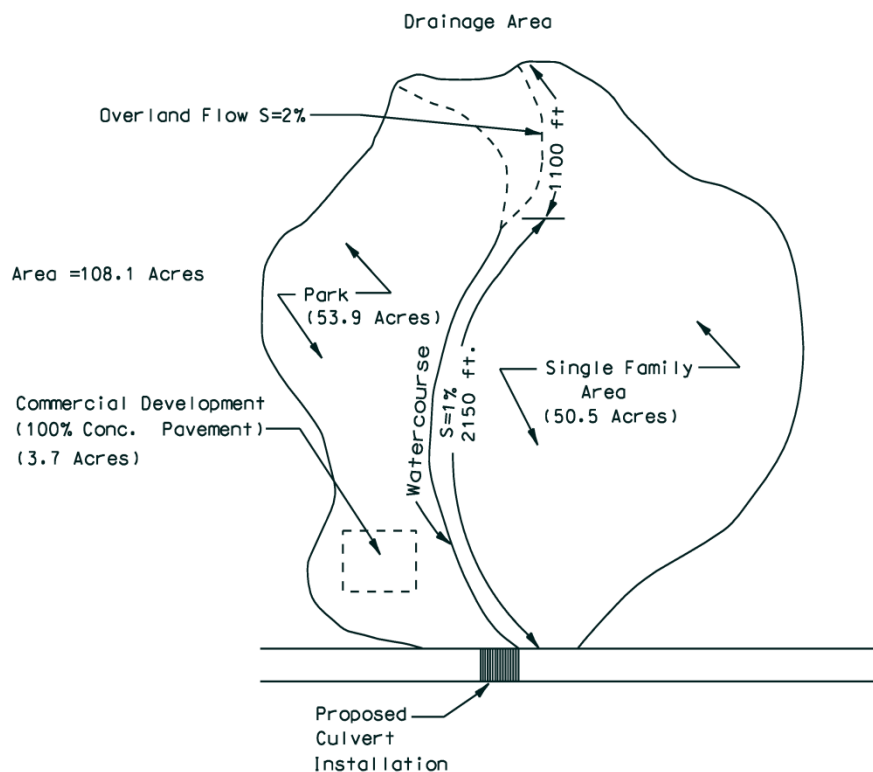 Drainage Area
Overland Flow S=2%
1100 ft
Area =108.1 Acres
Park
(53.9 Acres)
Watercourse
S=1%
2150 ft.
Single Family
Area
(50.5 Acres)
Commercial Development
(100% Conc. Pavement)
(3.7 Acres)
Proposed
Culvert
Installation